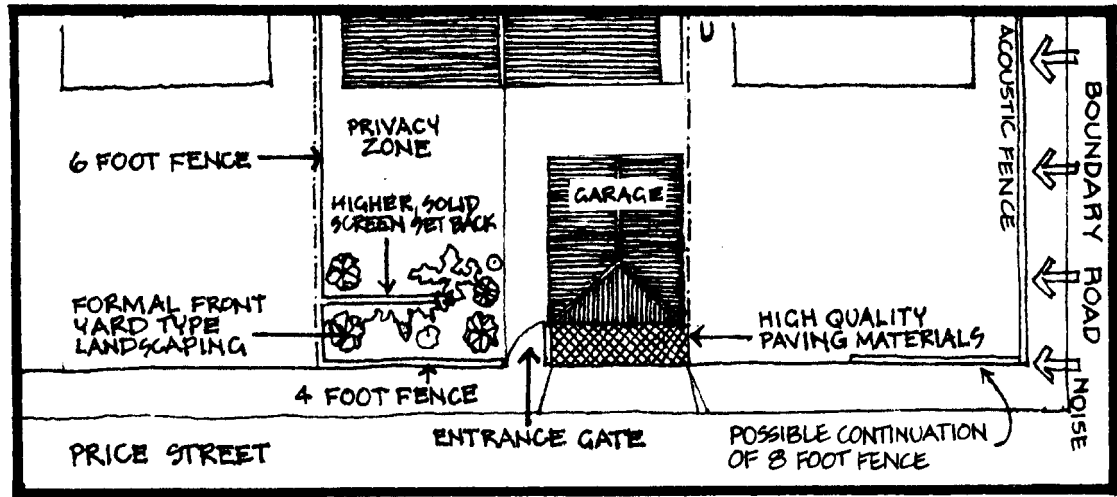 PRIVACY
ZONE
6 FOOT FENCE
HIGHER, SOLID
SCREEN SET BACK
GARAGE
FORMAL FRONT
YARD TYPE
LANDSCAPING
HIGH QUALITY
PAVING MATERIALS
4 FOOT FENCE
ENTRANCE GATE
PRICE STREET
POSSIBLE CONTINUATION
OF 8 FOOT FENCE
ACOUSTIC FENCE
BOUNDARY ROAD
NOISE